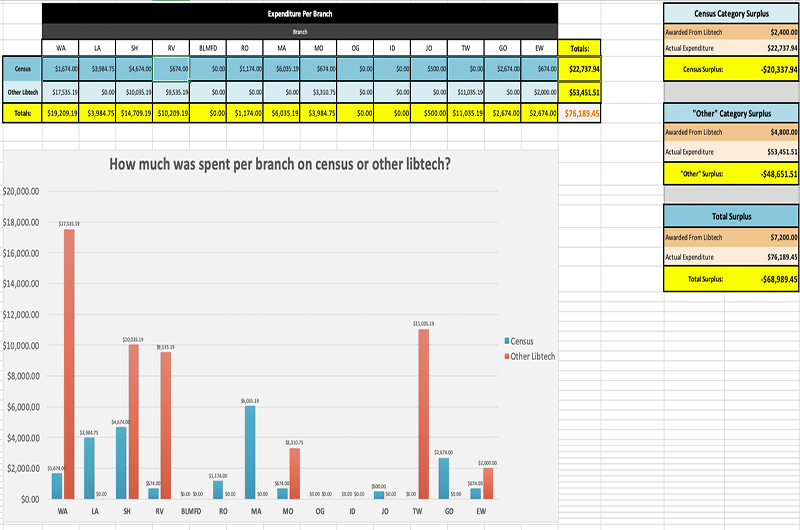 Expenditure Per Branch
Branch
WA LA SH RV BLMFD RO MA MO OG ID JO TW GO EW Totals:
Census $1,674.00 $3,984.75 $4,674.00 $674.00 $0.00 $1,174.00 $6,035.19 $674.00 $0.00 $0.00 $500.00 $0.00 $2,674.00 $674.00 $22,737.94
Other Libtech $17,535.19 $0.00 $10,035.19 $9,535.19 $0.00 $0.00 $0.00 $3,310.75 $0.00 $0.00 $0.00 $11,035.19 $0.00 $2,000.00 $53,451.51
Totals: $19,209.19 $3,984.75 $14,709.19 $10,209.19 $0.00 $1,174.00 $6,035.19 $3,984.75 $0.00 $0.00 $500.00 $11,035.19 $2,674.00 $2,674.00 $76,189.45
Census Category Surplus
Awarded From Libtech $2,400.00
Actual Expenditure $22,737.94
Census Surplus: -$20,337.94
"Other" Category Surplus
Awarded From Libtech $4,800.00
Actual Expenditure $53,451.51
"Other" Surplus: -$48,651.51
Total Surplus
Awarded From Libtech $7,200.00
Actual Expenditure $76,189.45
Total Surplus: -$68,989.45
How much was spent per branch on census or other libtech?
$20,000.00
$18,000.00
$16,000.00
$14,000.00
$12,000.00
$10,000.00
$8,000.00
$6,000.00
$4,000.00
$2,000.00
$0.00
$1,674.00 $17,535.19
$3,984.75 $0.00
$4,674.00 $10,035.19
$674.00 $9,535.19
$0.00 $0.00
$1,174.00 $0.00
$6,035.19 $0.00
$674.00 $3,310.75
$0.00 $0.00
$0.00 $0.00
$500.00 $0.00
$0.00 $11,035.19
$2,674.00 $0.00
$674.00 $2,000.00
WA LA SH RV BLMFD RO MA MO OG ID JO TW GO EW
Census
Other Libtech